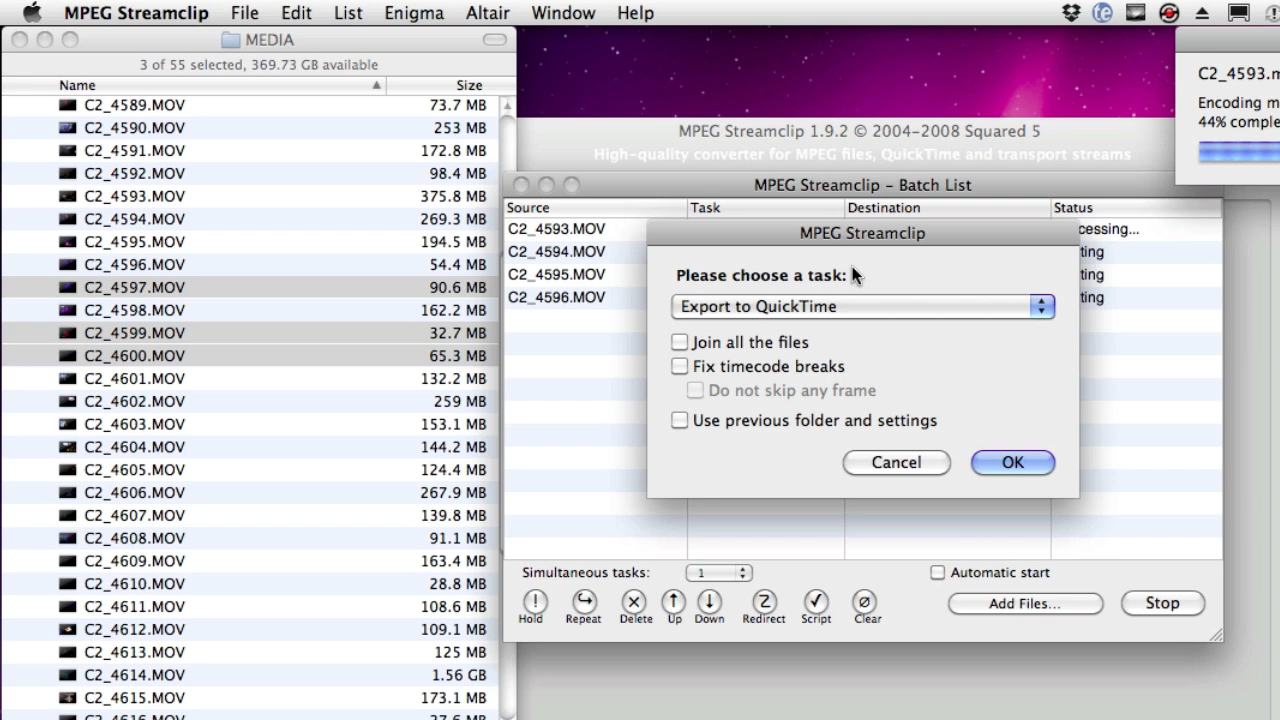 MPEG Streamclip File Edit List Enigma Altair Window Help
MEDIA
3 of 55 selected, 369.73 GB available
Name Size
C2_4589.MOV 73.7 MB
C2_4590.MOV 253 MB
C2_4591.MOV 172.8 MB
C2_4592.MOV 98.4 MB
C2_4593.MOV 375.8 MB
C2_4594.MOV 269.3 MB
C2_4595.MOV 194.5 MB
C2_4596.MOV 54.4 MB
C2_4597.MOV 90.6 MB
C2_4598.MOV 162.2 MB
C2_4599.MOV 32.7 MB
C2_4600.MOV 65.3 MB
C2_4601.MOV 132.2 MB
C2_4602.MOV 259 MB
C2_4603.MOV 153.1 MB
C2_4604.MOV 144.2 MB
C2_4605.MOV 124.4 MB
C2_4606.MOV 267.9 MB
C2_4607.MOV 139.8 MB
C2_4608.MOV 91.1 MB
C2_4609.MOV 163.4 MB
C2_4610.MOV 28.8 MB
C2_4611.MOV 108.6 MB
C2_4612.MOV 109.1 MB
C2_4613.MOV 125 MB
C2_4614.MOV 1.56 GB
C2_4615.MOV 173.1 MB
C2_4616.MOV 27.6 MB
MPEG Streamclip 1.9.2 © 2004-2008 Squared 5
High-quality converter for MPEG files, QuickTime and transport streams
C2_4593.m
Encoding m
44% comple
MPEG Streamclip - Batch List
Source Task Destination Status
C2_4593.MOV cessing...
C2_4594.MOV ting
C2_4595.MOV ting
C2_4596.MOV ting
MPEG Streamclip
Please choose a task:
Export to QuickTime
Join all the files
Fix timecode breaks
Do not skip any frame
Use previous folder and settings
Cancel OK
Simultaneous tasks: 1 Automatic start
Hold Repeat Delete Up Down Redirect Script Clear
Add Files... Stop